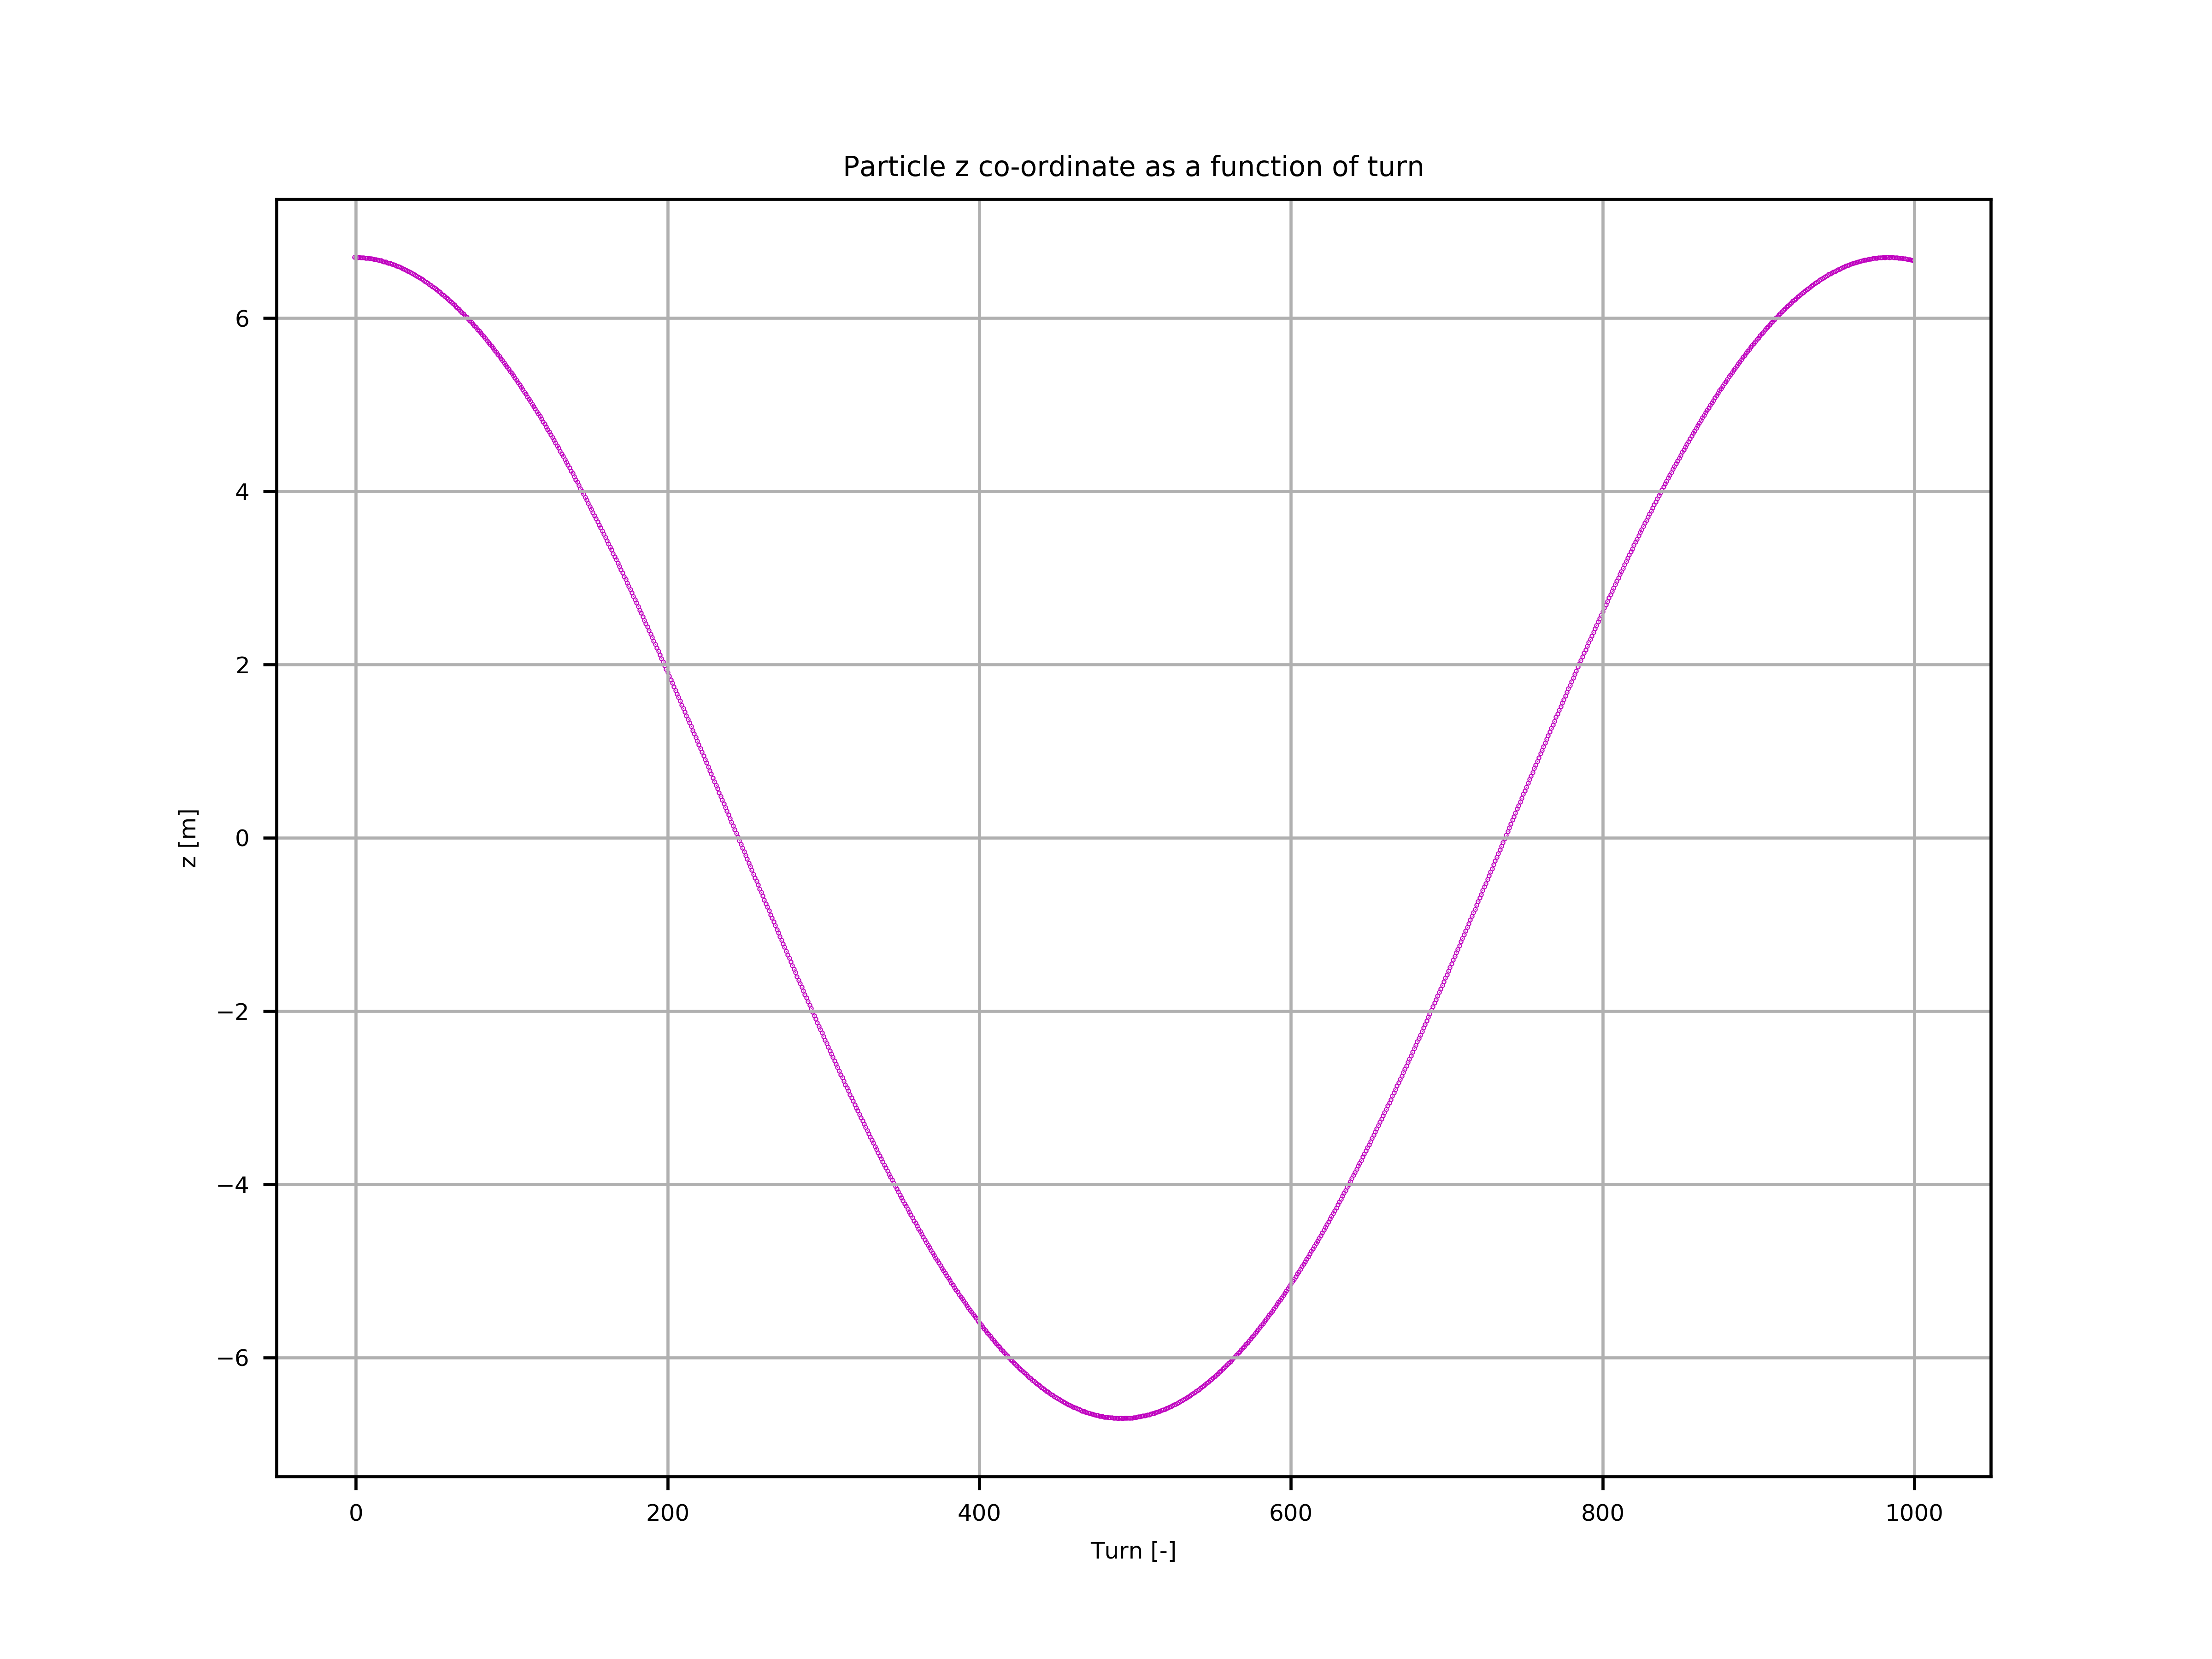 Particle z co-ordinate as a function of turn
6
4
2
0
−2
−4
−6
z [m]
0 200 400 600 800 1000
Turn [-]